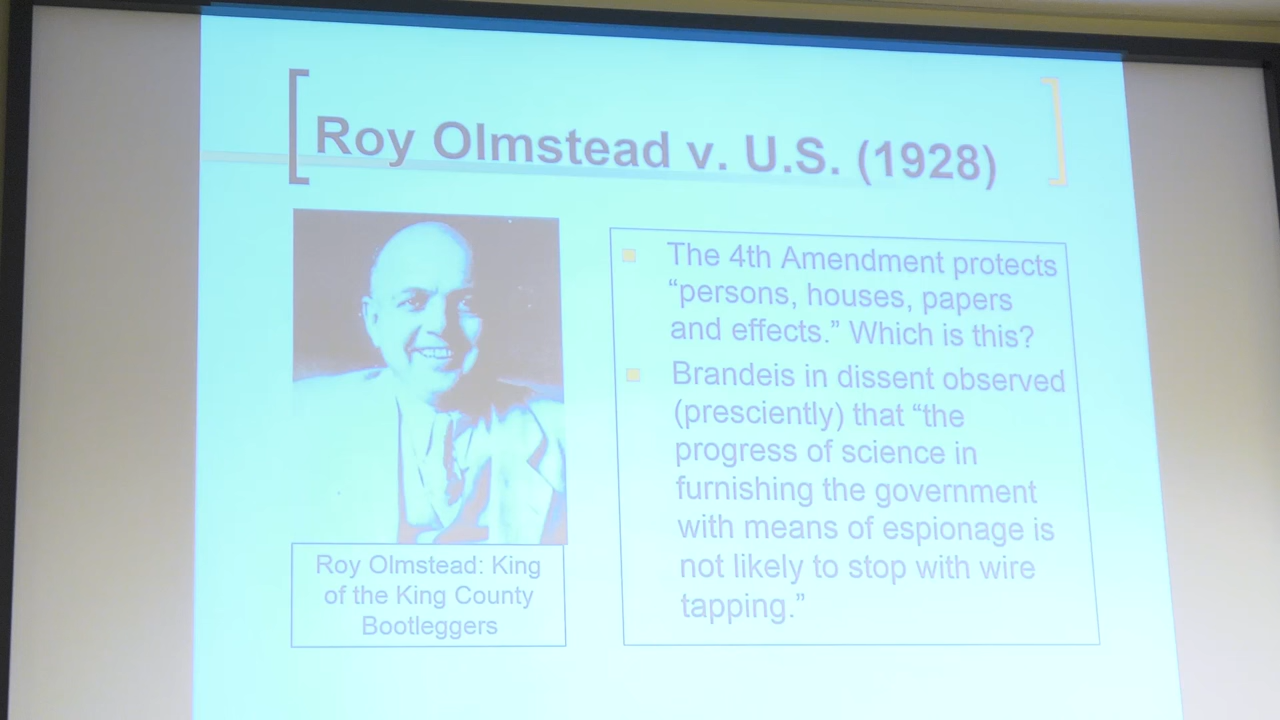 Roy Olmstead v. U.S. (1928)
The 4th Amendment protects
“persons, houses, papers
and effects.” Which is this?
Brandeis in dissent observed
(presciently) that “the
progress of science in
furnishing the government
with means of espionage is
not likely to stop with wire
tapping.”
Roy Olmstead: King
of the King County
Bootleggers